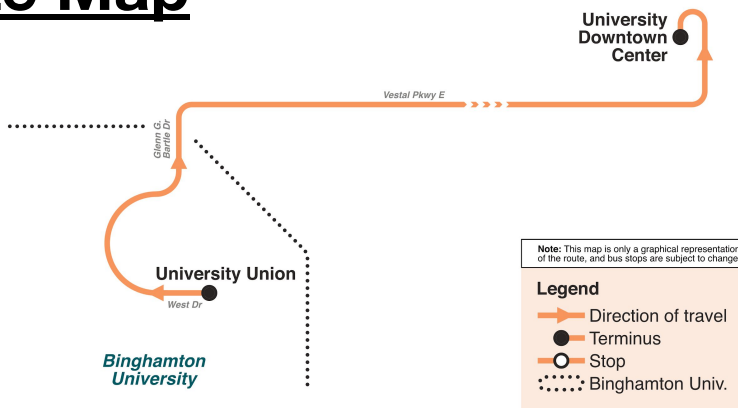 Map
University
Downtown
Center
Vestal Pkwy E
Glenn G.
Bartle Dr
University Union
West Dr
Binghamton
University
Note: This map is only a graphical representation
of the route, and bus stops are subject to change
Legend
Direction of travel
Terminus
Stop
Binghamton Univ.